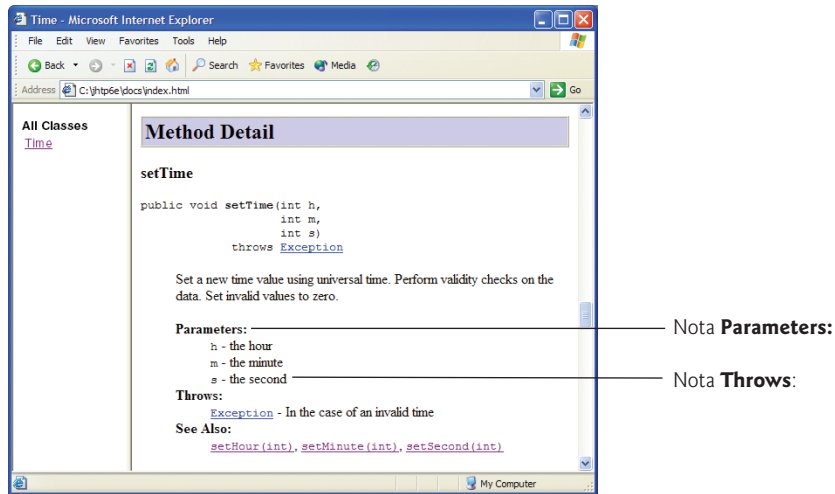 Time - Microsoft Internet Explorer
File Edit View Favorites Tools Help
Back Search Favorites Media
Address C:\jhtp6e\docs\index.html Go
All Classes
Time
Method Detail
setTime
public void setTime(int h,
int m,
int s)
throws Exception
Set a new time value using universal time. Perform validity checks on the
data. Set invalid values to zero.
Parameters:
h - the hour
m - the minute
s - the second
Throws:
Exception - In the case of an invalid time
See Also:
setHour(int), setMinute(int), setSecond(int)
My Computer
Nota Parameters:
Nota Throws: